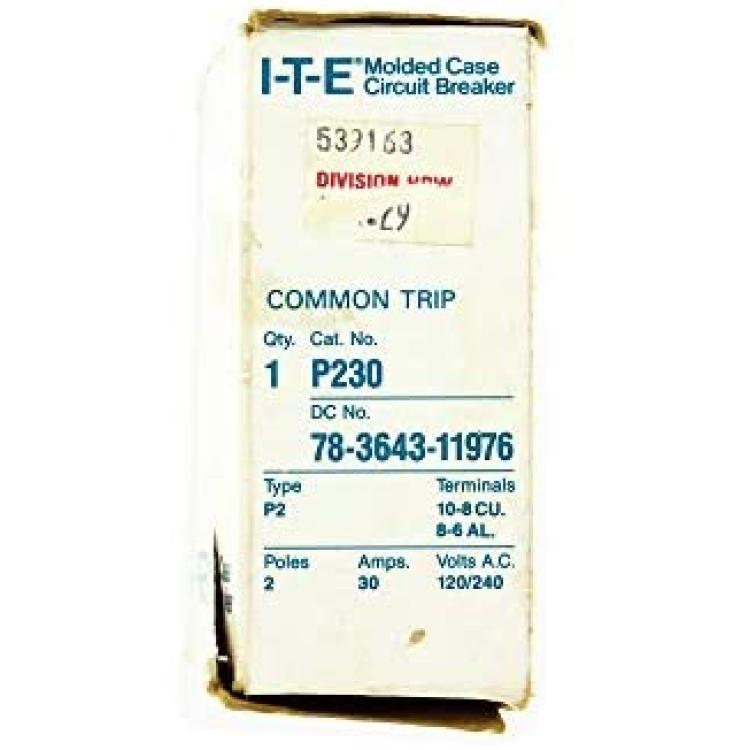 I-T-E® Molded Case
Circuit Breaker
539163
DIVISION
COMMON TRIP
Qty. Cat. No.
1 P230
DC No.
78-3643-11976
Type Terminals
P2 10-8 CU.
8-6 AL.
Poles Amps. Volts A.C.
2 30 120/240